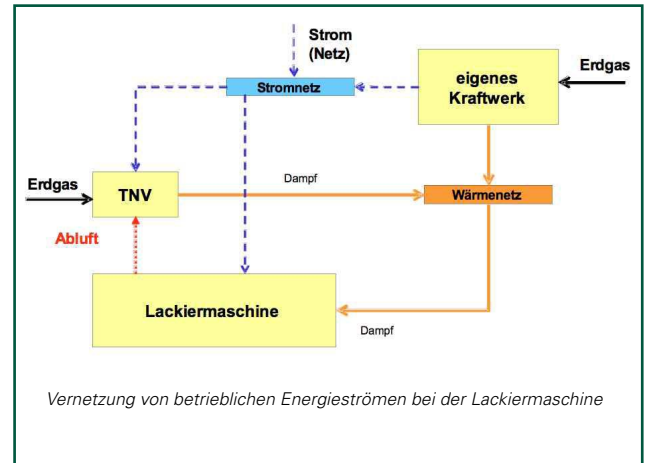 Strom
(Netz)
Stromnetz
eigenes
Kraftwerk
Erdgas
Erdgas
TNV
Dampf
Wärmenetz
Abluft
Lackiermaschine
Dampf
Vernetzung von betrieblichen Energieströmen bei der Lackiermaschine